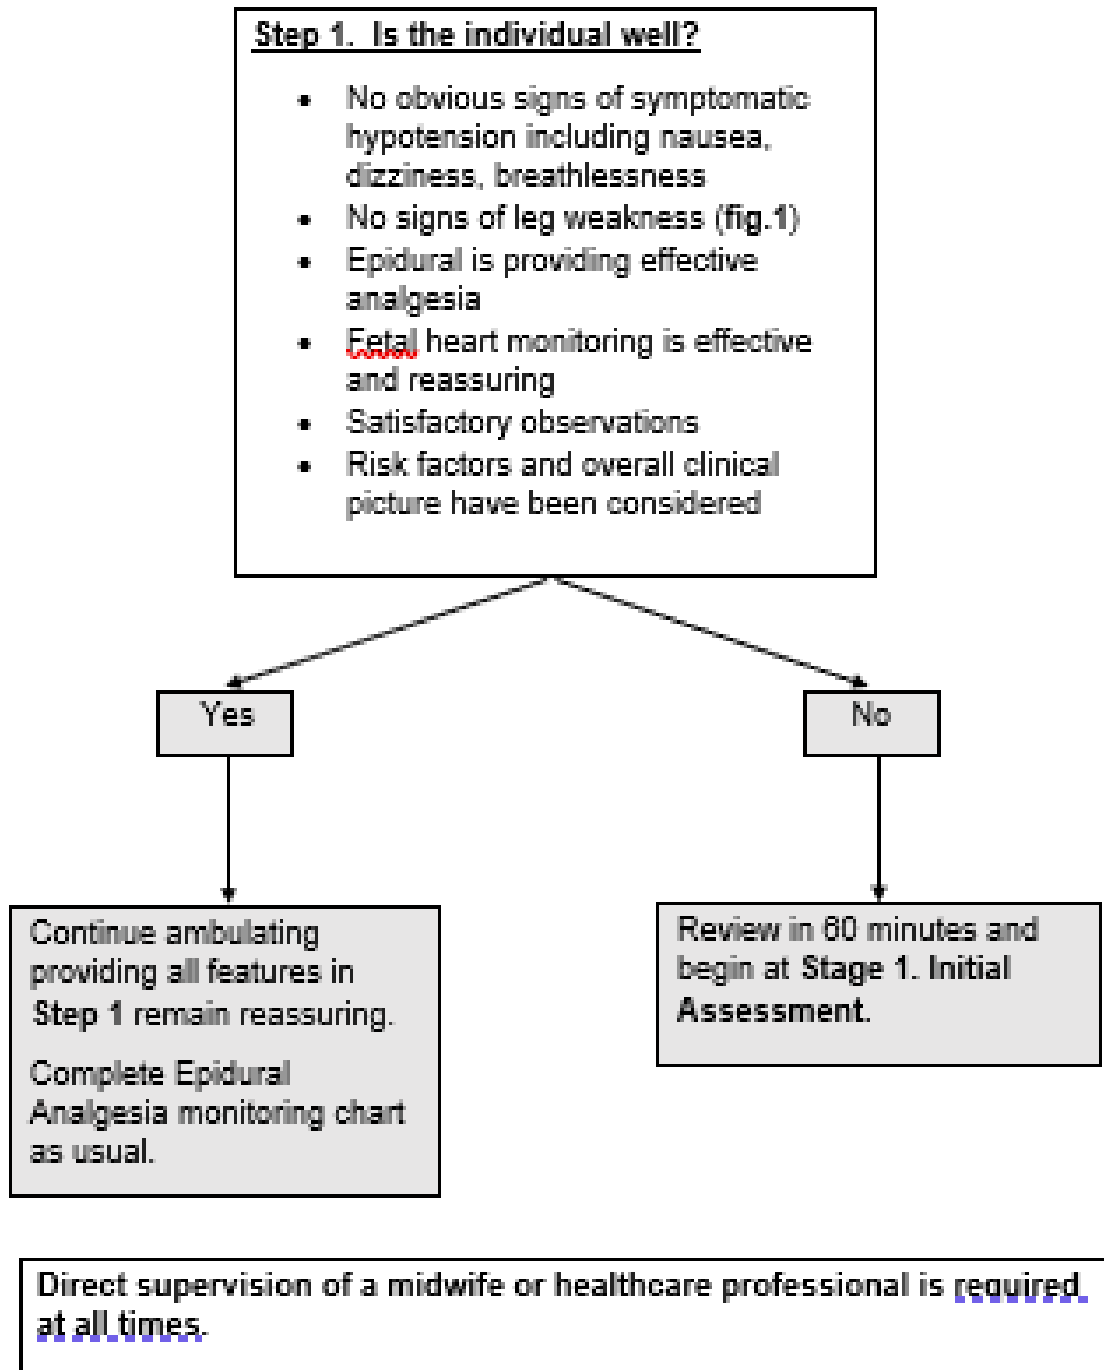 Step 1. Is the individual well?
• No obvious signs of symptomatic
hypotension including nausea,
dizziness, breathlessness
• No signs of leg weakness (fig.1)
• Epidural is providing effective
analgesia
• Fetal heart monitoring is effective
and reassuring
• Satisfactory observations
• Risk factors and overall clinical
picture have been considered
Yes
No
Continue ambulating
providing all features in
Step 1 remain reassuring.
Complete Epidural
Analgesia monitoring chart
as usual.
Review in 60 minutes and
begin at Stage 1. Initial
Assessment.
Direct supervision of a midwife or healthcare professional is required
at all times.